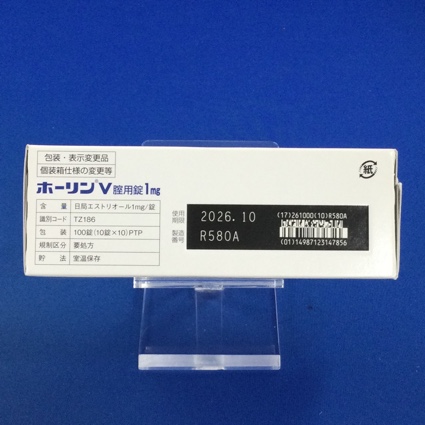 包装・表示変更品
個装箱仕様の変更等
ホーリンV 腟用錠1mg
含量 日局エストリオール1mg/錠
識別コード TZ186
包装 100錠(10錠×10)PTP
規制区分 要処方
貯法 室温保存
使用期限 2026.10
製造番号 R580A
(17)261000(10)R580A
(01)14987123147856
紙